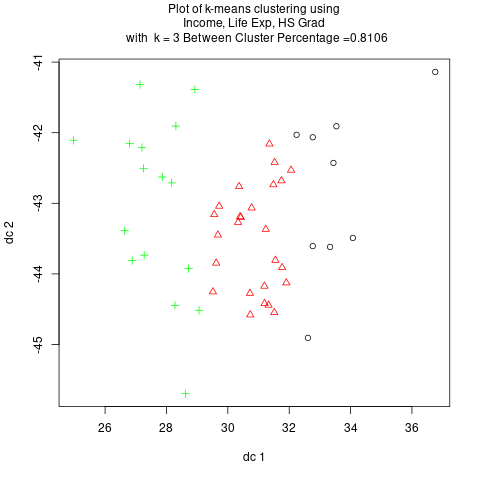 Plot of k-means clustering using
Income, Life Exp, HS Grad
with  k = 3 Between Cluster Percentage =0.8106
-41
-42
-43
-44
-45
dc 2
26
28
30
32
34
36
dc 1